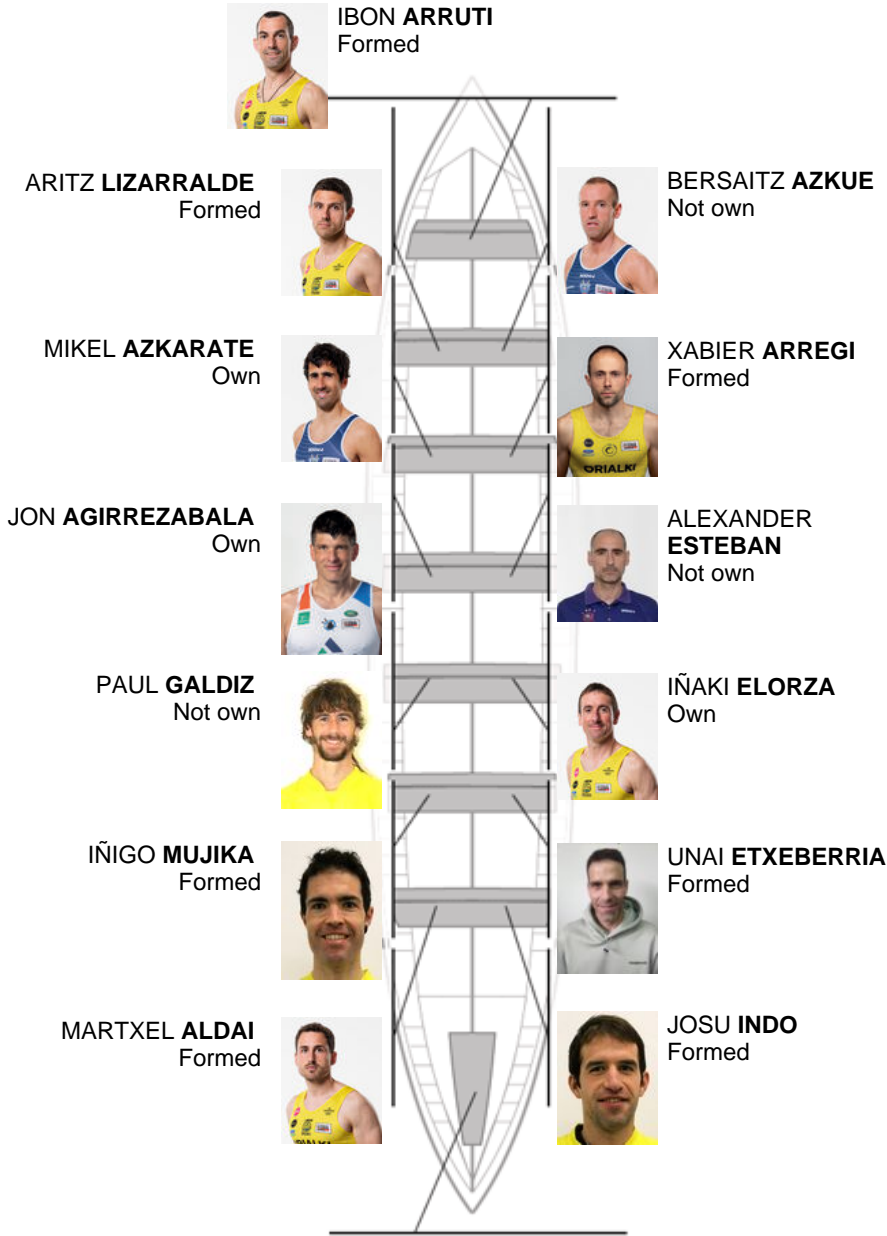 IBON ARRUTI
Formed
ARITZ LIZARRALDE
Formed
BERSAITZ AZKUE
Not own
MIKEL AZKARATE
Own
XABIER ARREGI
Formed
ORIALKI
JON AGIRREZABALA
Own
ALEXANDER
ESTEBAN
Not own
PAUL GALDIZ
Not own
IÑAKI ELORZA
Own
IÑIGO MUJIKA
Formed
UNAI ETXEBERRIA
Formed
MARTXEL ALDAI
Formed
JOSU INDO
Formed